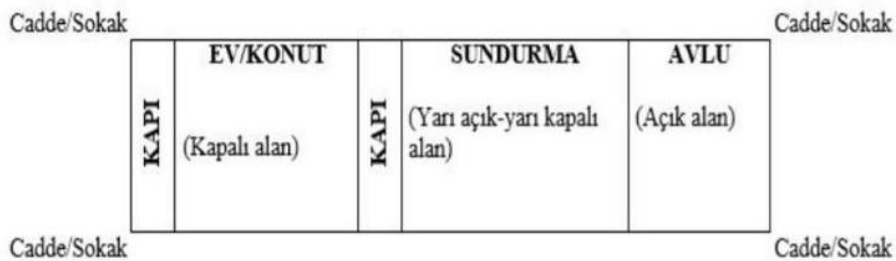 Cadde/Sokak
Cadde/Sokak
KAPI
EV/KONUT
(Kapalı alan)
KAPI
SUNDURMA
(Yarı açık-yarı kapalı
alan)
AVLU
(Açık alan)
Cadde/Sokak
Cadde/Sokak